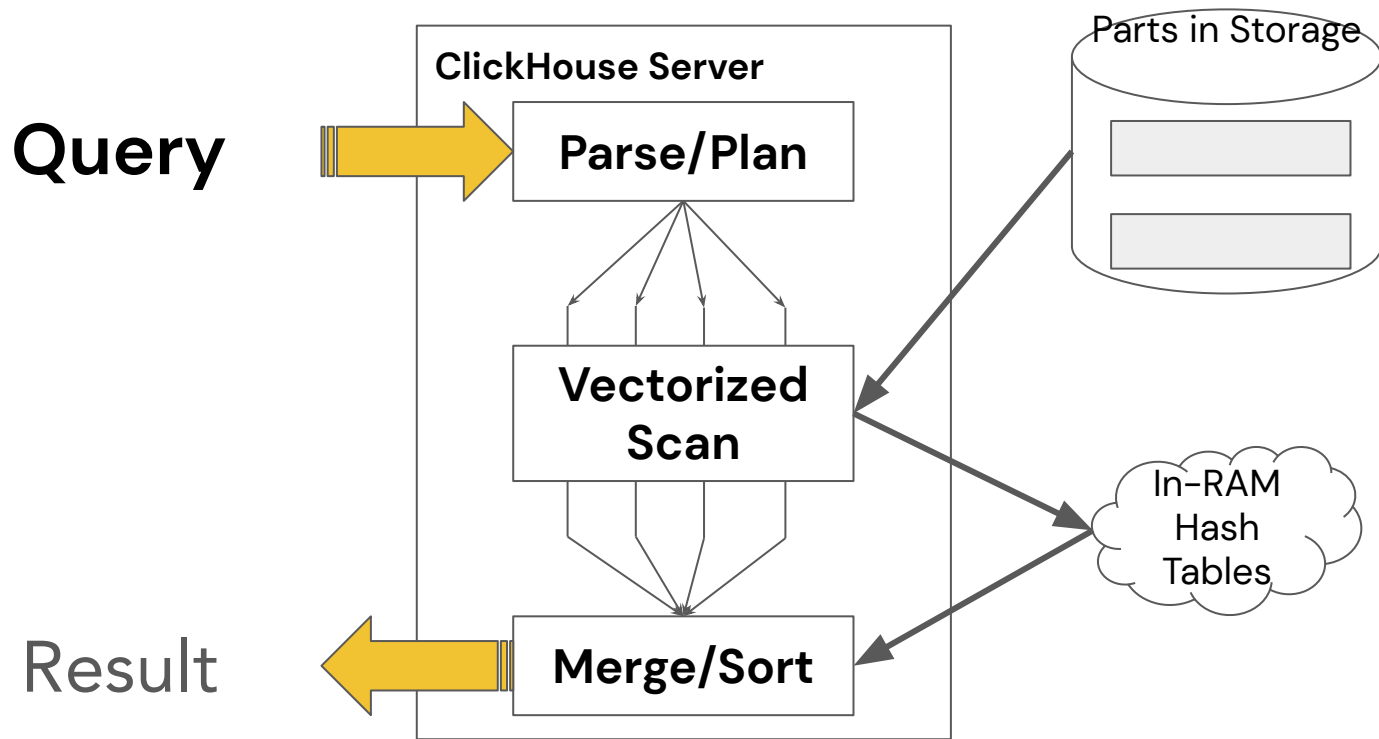 Parts in Storage
ClickHouse Server
Query
Parse/Plan
Vectorized
Scan
In-RAM
Hash
Tables
Result
Merge/Sort